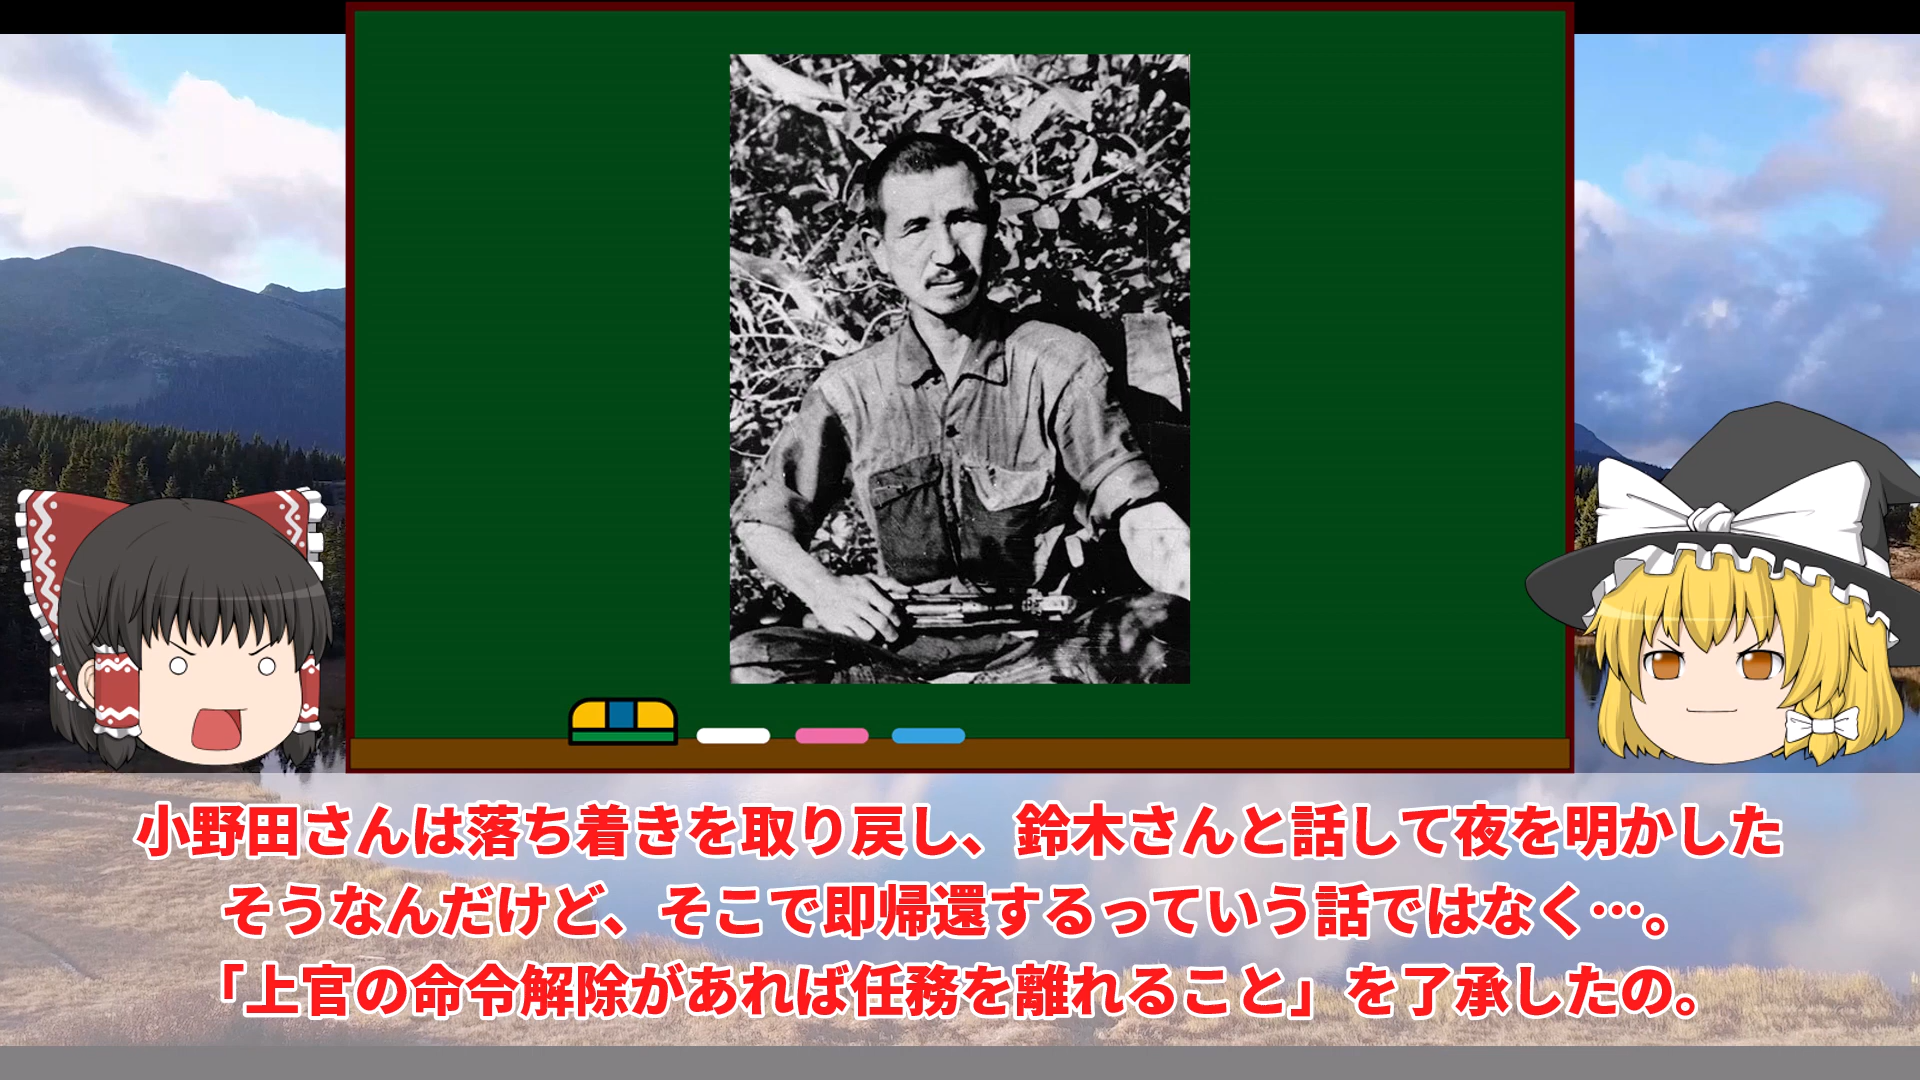 小野田さんは落ち着きを取り戻し、鈴木さんと話して夜を明かした
そうなんだけど、そこで即帰還するっていう話ではなく…。
「上官の命令解除があれば任務を離れること」を了承したの。